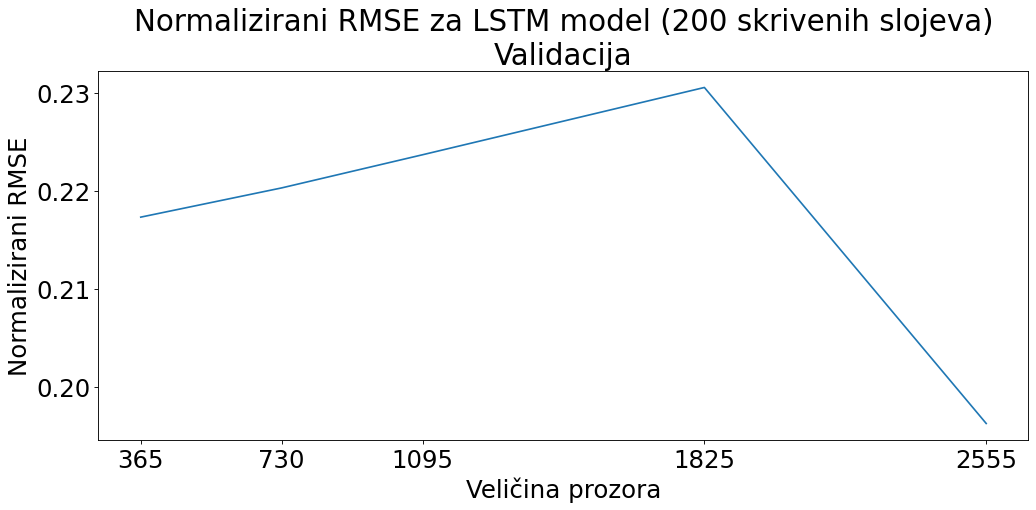 Normalizirani RMSE za LSTM model (200 skrivenih slojeva)
Validacija
Normalizirani RMSE
0.23
0.22
0.21
0.20
365 730 1095 1825 2555
Veličina prozora